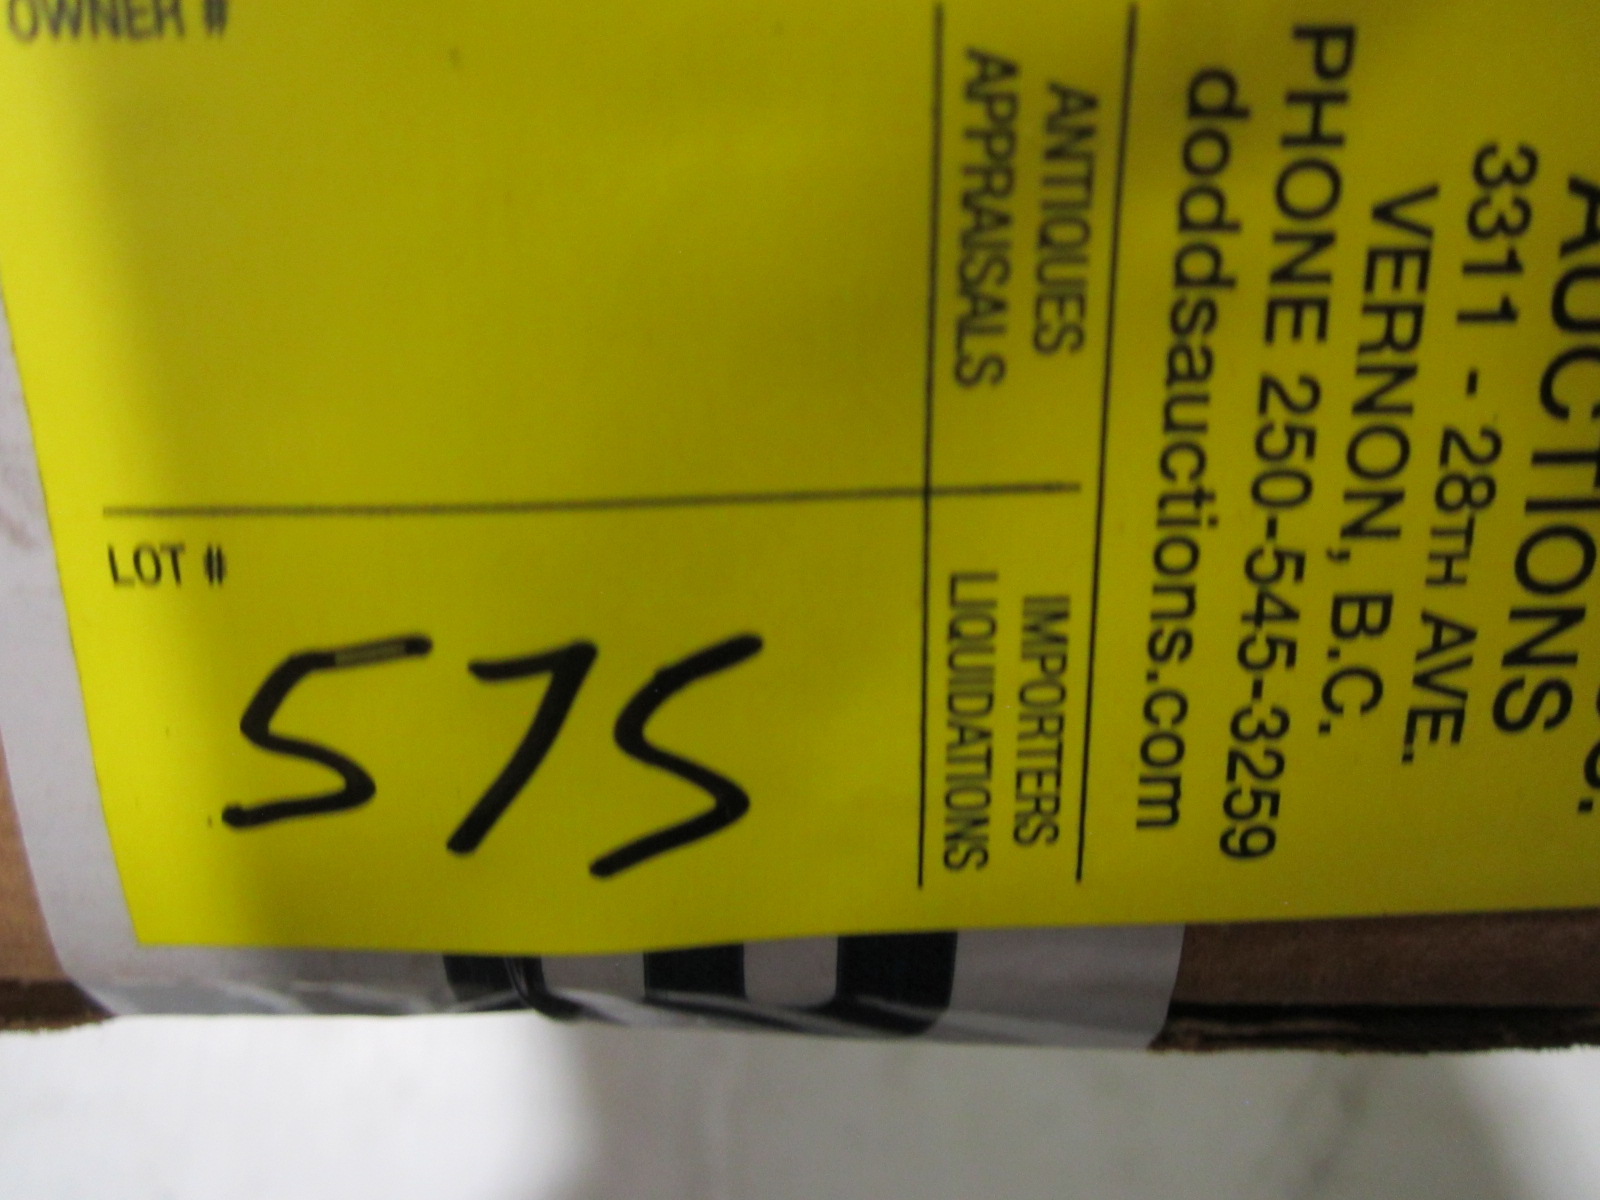 AUCTIONS
3311 - 28TH AVE.
VERNON, B.C.
PHONE 250-545-3259
doddsauctions.com
ANTIQUES
APPRAISALS
IMPORTERS
LIQUIDATIONS
OWNER #
LOT #
575